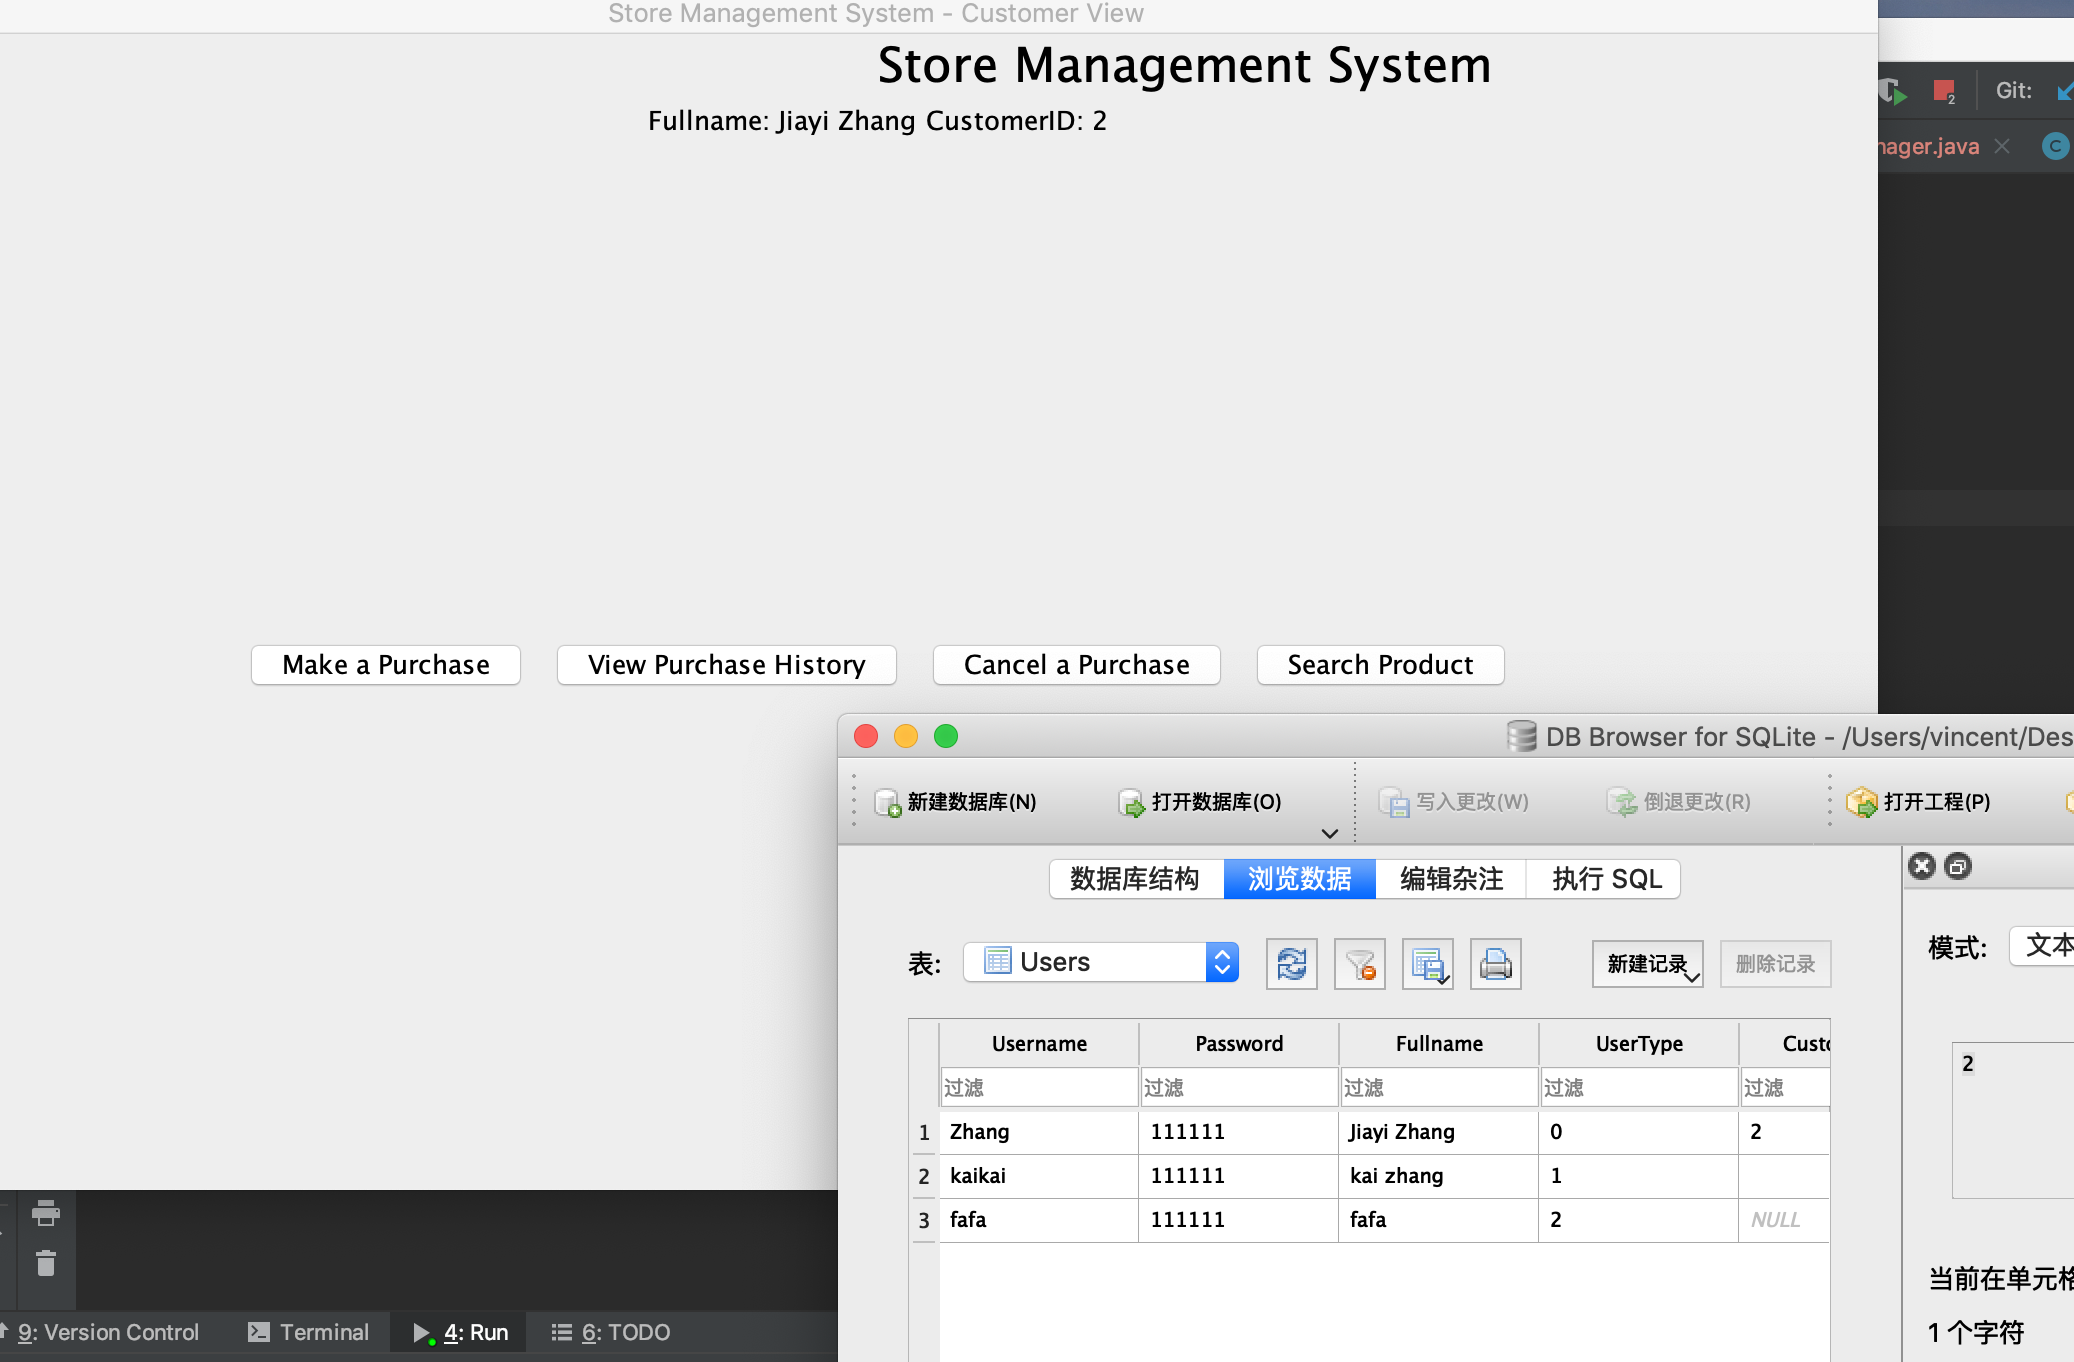 Store Management System - Customer View
Store Management System
Fullname: Jiayi Zhang CustomerID: 2
2
Git:
nager.java
C
Make a Purchase
View Purchase History
Cancel a Purchase
Search Product
DB Browser for SQLite - /Users/vincent/Des
新建数据库(N)
打开数据库(O)
写入更改(W)
倒退更改(R)
打开工程(P)
数据库结构
浏览数据
编辑杂注
执行 SQL
表:
Users
新建记录
删除记录
模式:
文本
Username Password Fullname UserType Custo
过滤 过滤 过滤 过滤 过滤
1 Zhang 111111 Jiayi Zhang 0 2
2 kaikai 111111 kai zhang 1
3 fafa 111111 fafa 2 NULL
2
当前在单元格
1 个字符
9: Version Control
Terminal
4: Run
6: TODO